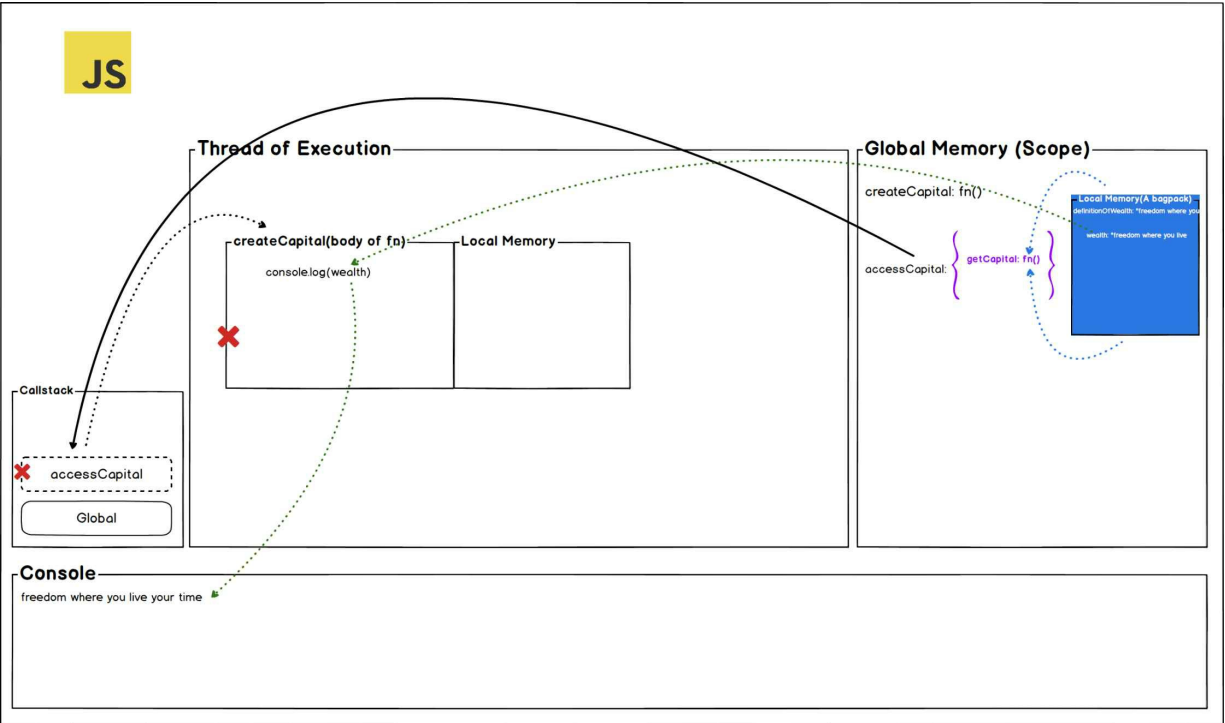 JS
Thread of Execution
Global Memory (Scope)
createCapital: fn()
Local Memory(A bagpack)
definitionOfWealth: "freedom where you
wealth: "freedom where you live
createCapital(body of fn)
Local Memory
console.log(wealth)
accessCapital:
{ getCapital: fn() }
Callstack
accessCapital
Global
Console
freedom where you live your time